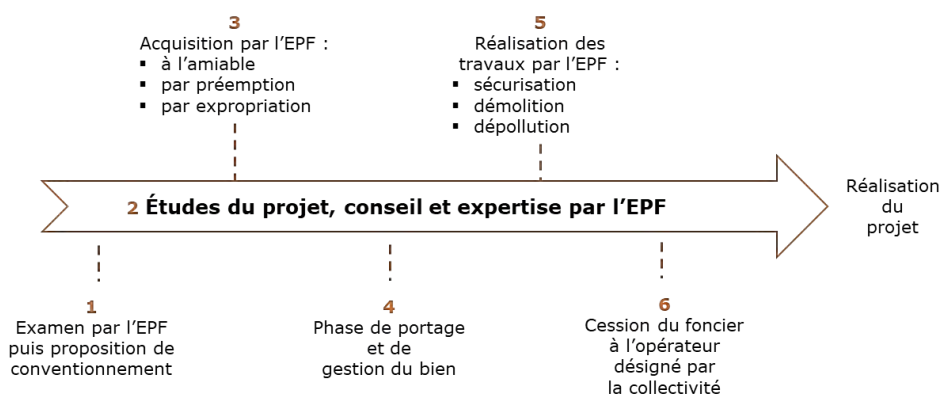 3
Acquisition par l’EPF :
▪ à l’amiable
▪ par préemption
▪ par expropriation
5
Réalisation des
travaux par l’EPF :
▪ sécurisation
▪ démolition
▪ dépollution
2 Études du projet, conseil et expertise par l’EPF
Réalisation
du
projet
1
Examen par l’EPF
puis proposition de
conventionnement
4
Phase de portage
et de
gestion du bien
6
Cession du foncier
à l’opérateur
désigné par
la collectivité